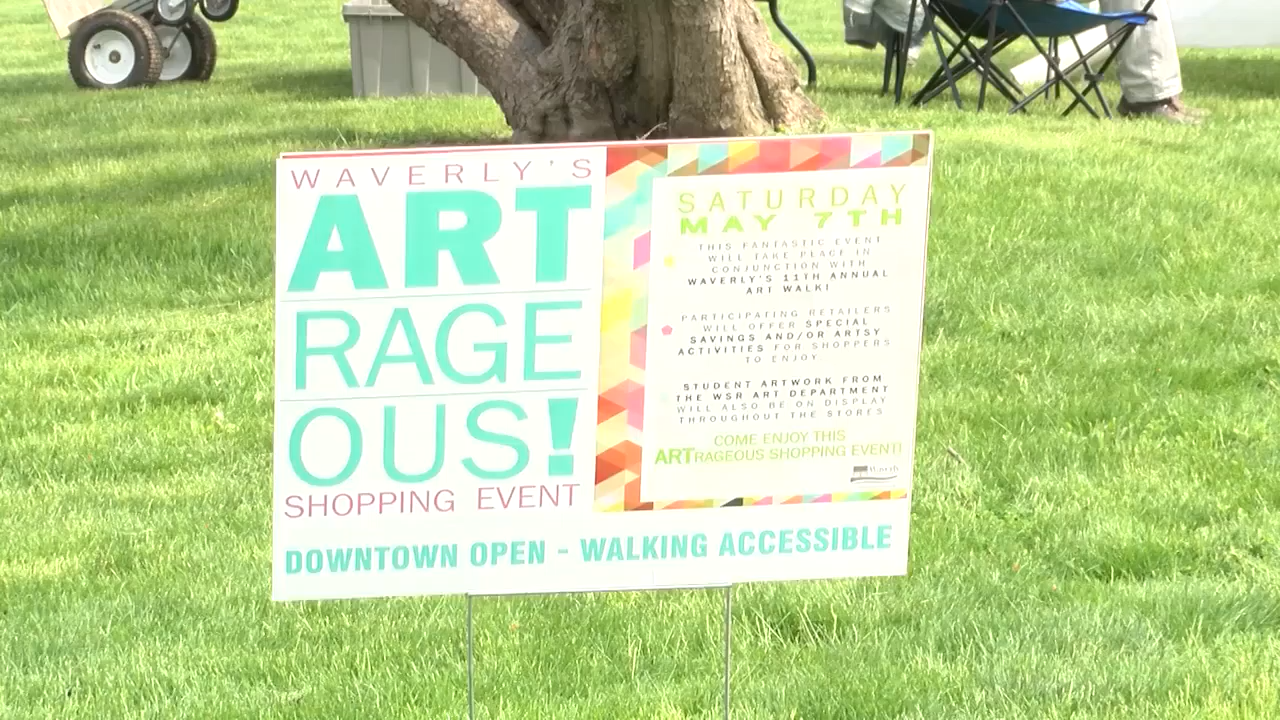 WAVERLY'S
ART
RAGE
OUS!
SHOPPING EVENT
SATURDAY
MAY 7TH
THIS FANTASTIC EVENT
WILL TAKE PLACE IN
CONJUNCTION WITH
WAVERLY'S 11TH ANNUAL
ART WALK!
PARTICIPATING RETAILERS
WILL OFFER SPECIAL
SAVINGS AND/OR ARTSY
ACTIVITIES FOR SHOPPERS
TO ENJOY
STUDENT ARTWORK FROM
THE WSR ART DEPARTMENT
WILL ALSO BE ON DISPLAY
THROUGHOUT THE STORES
COME ENJOY THIS
ARTRAGEOUS SHOPPING EVENT!
Waverly
DOWNTOWN OPEN - WALKING ACCESSIBLE